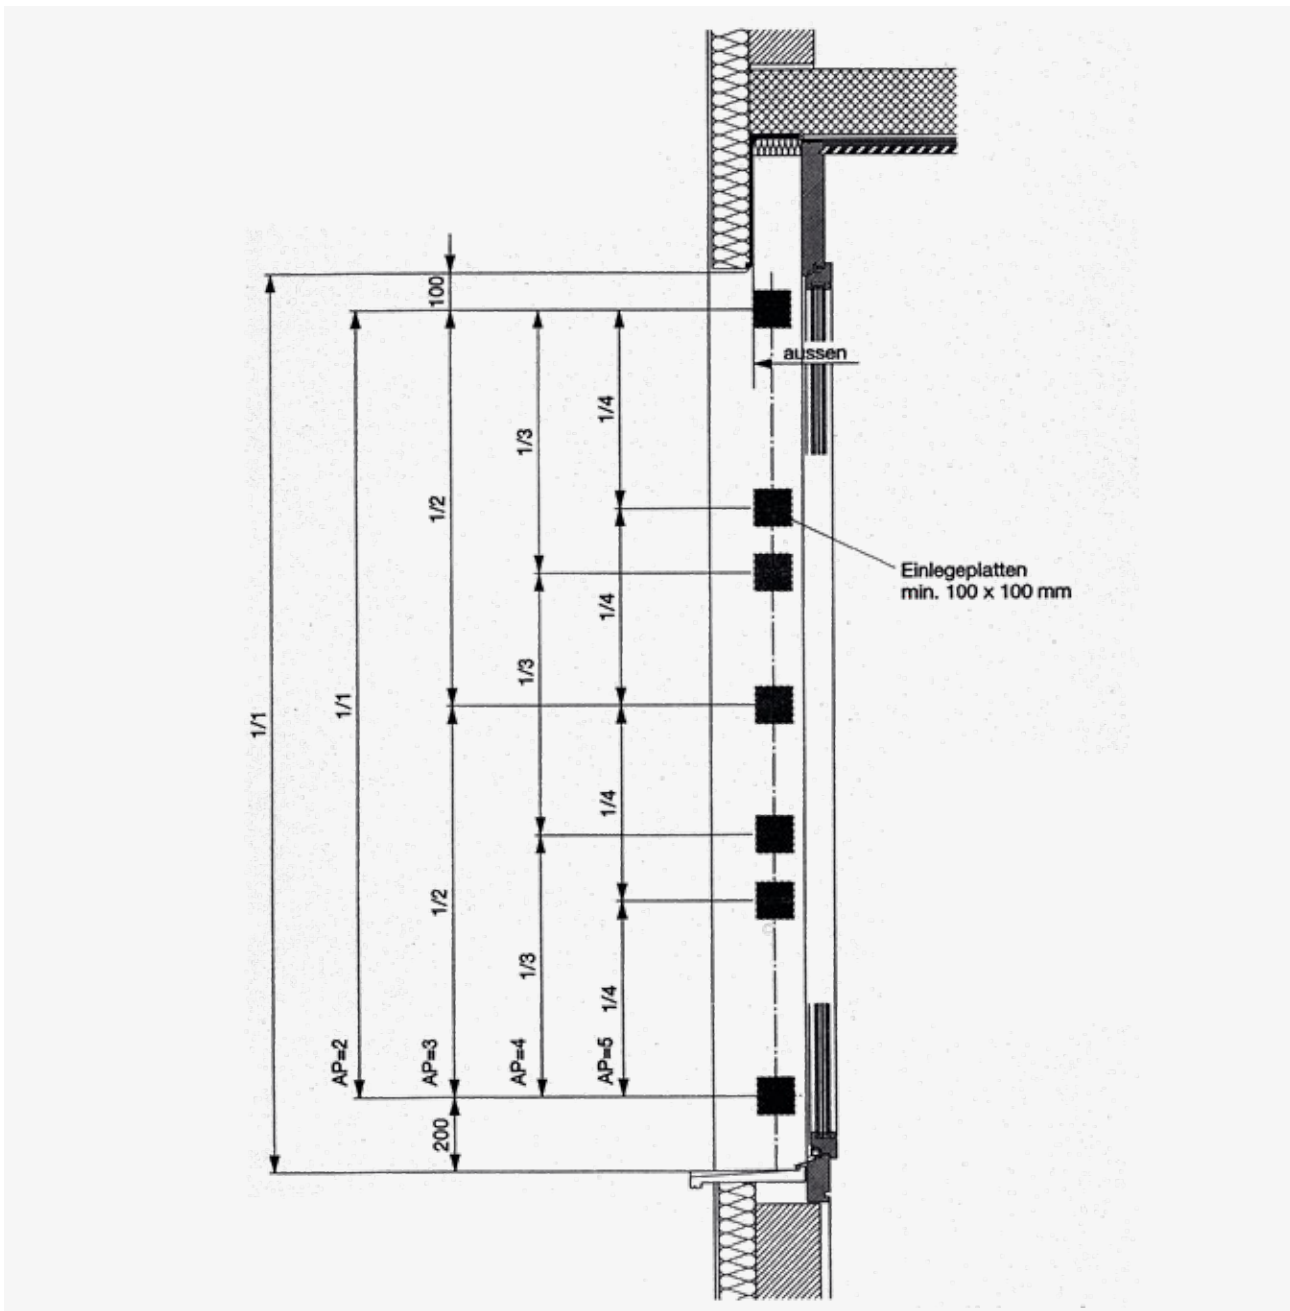 100
aussen
1/4
1/3
1/2
Einlegeplatten
min. 100 x 100 mm
1/4
1/3
1/1
1/1
1/4
1/2
1/3
1/4
AP=2
AP=3
AP=4
AP=5
200
©